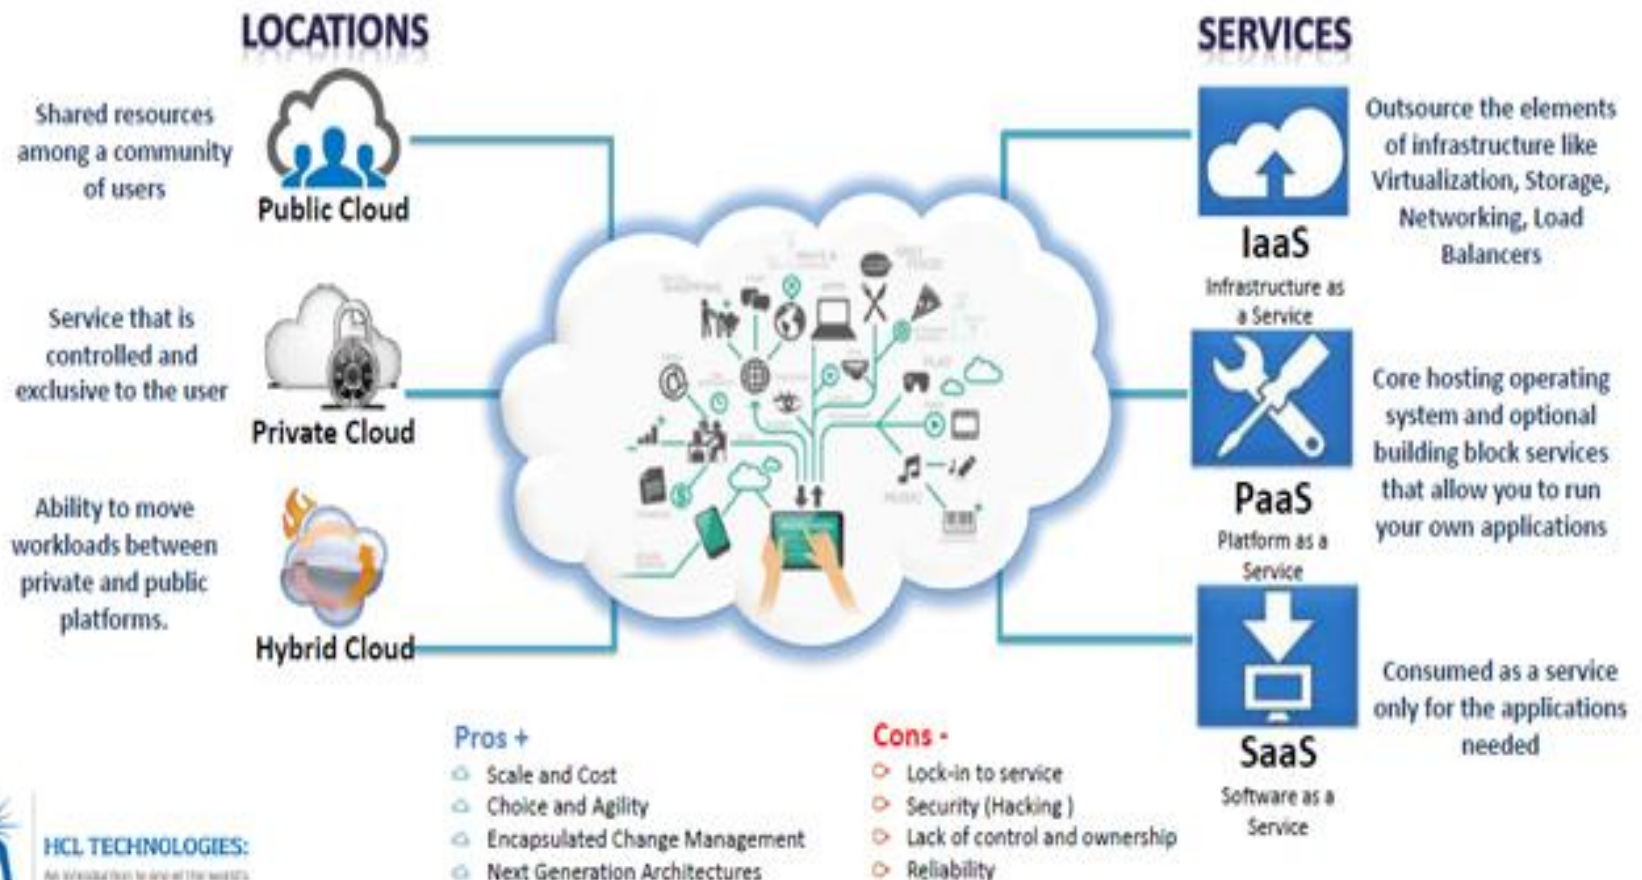 LOCATIONS
Shared resources
among a community
of users
Public Cloud
Service that is
controlled and
exclusive to the user
Private Cloud
Ability to move
workloads between
private and public
platforms.
Hybrid Cloud
SERVICES
IaaS
Infrastructure as
a Service
Outsource the elements
of infrastructure like
Virtualization, Storage,
Networking, Load
Balancers
PaaS
Platform as a
Service
Core hosting operating
system and optional
building block services
that allow you to run
your own applications
SaaS
Software as a
Service
Consumed as a service
only for the applications
needed
MUSIC
PLAY
Pros +
Scale and Cost
Choice and Agility
Encapsulated Change Management
Next Generation Architectures
Cons -
Lock-in to service
Security (Hacking )
Lack of control and ownership
Reliability
HCL TECHNOLOGIES: